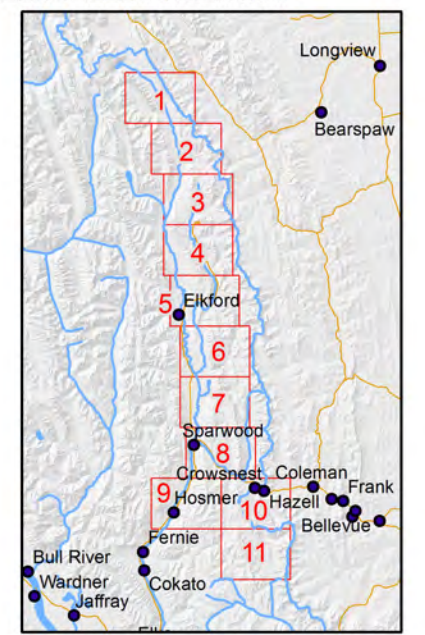 Longview
1
Bearspaw
2
3
4
5 Elkford
6
7
Sparwood
8
Crowsnest Coleman
9 Hosmer 10 Hazell Frank
Bellevue
Fernie
11
Bull River
Cokato
Wardner
Jaffray